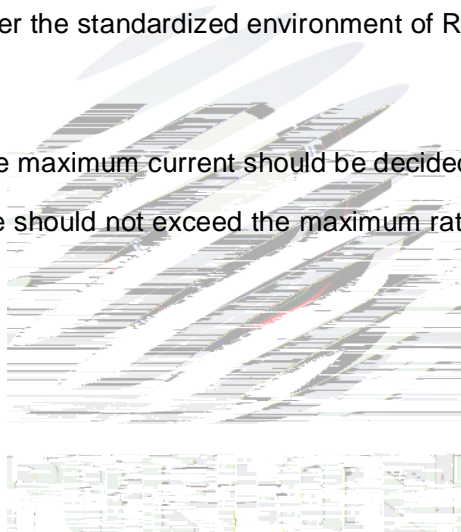 er the standardized environment of R
e maximum current should be decided
e should not exceed the maximum rat